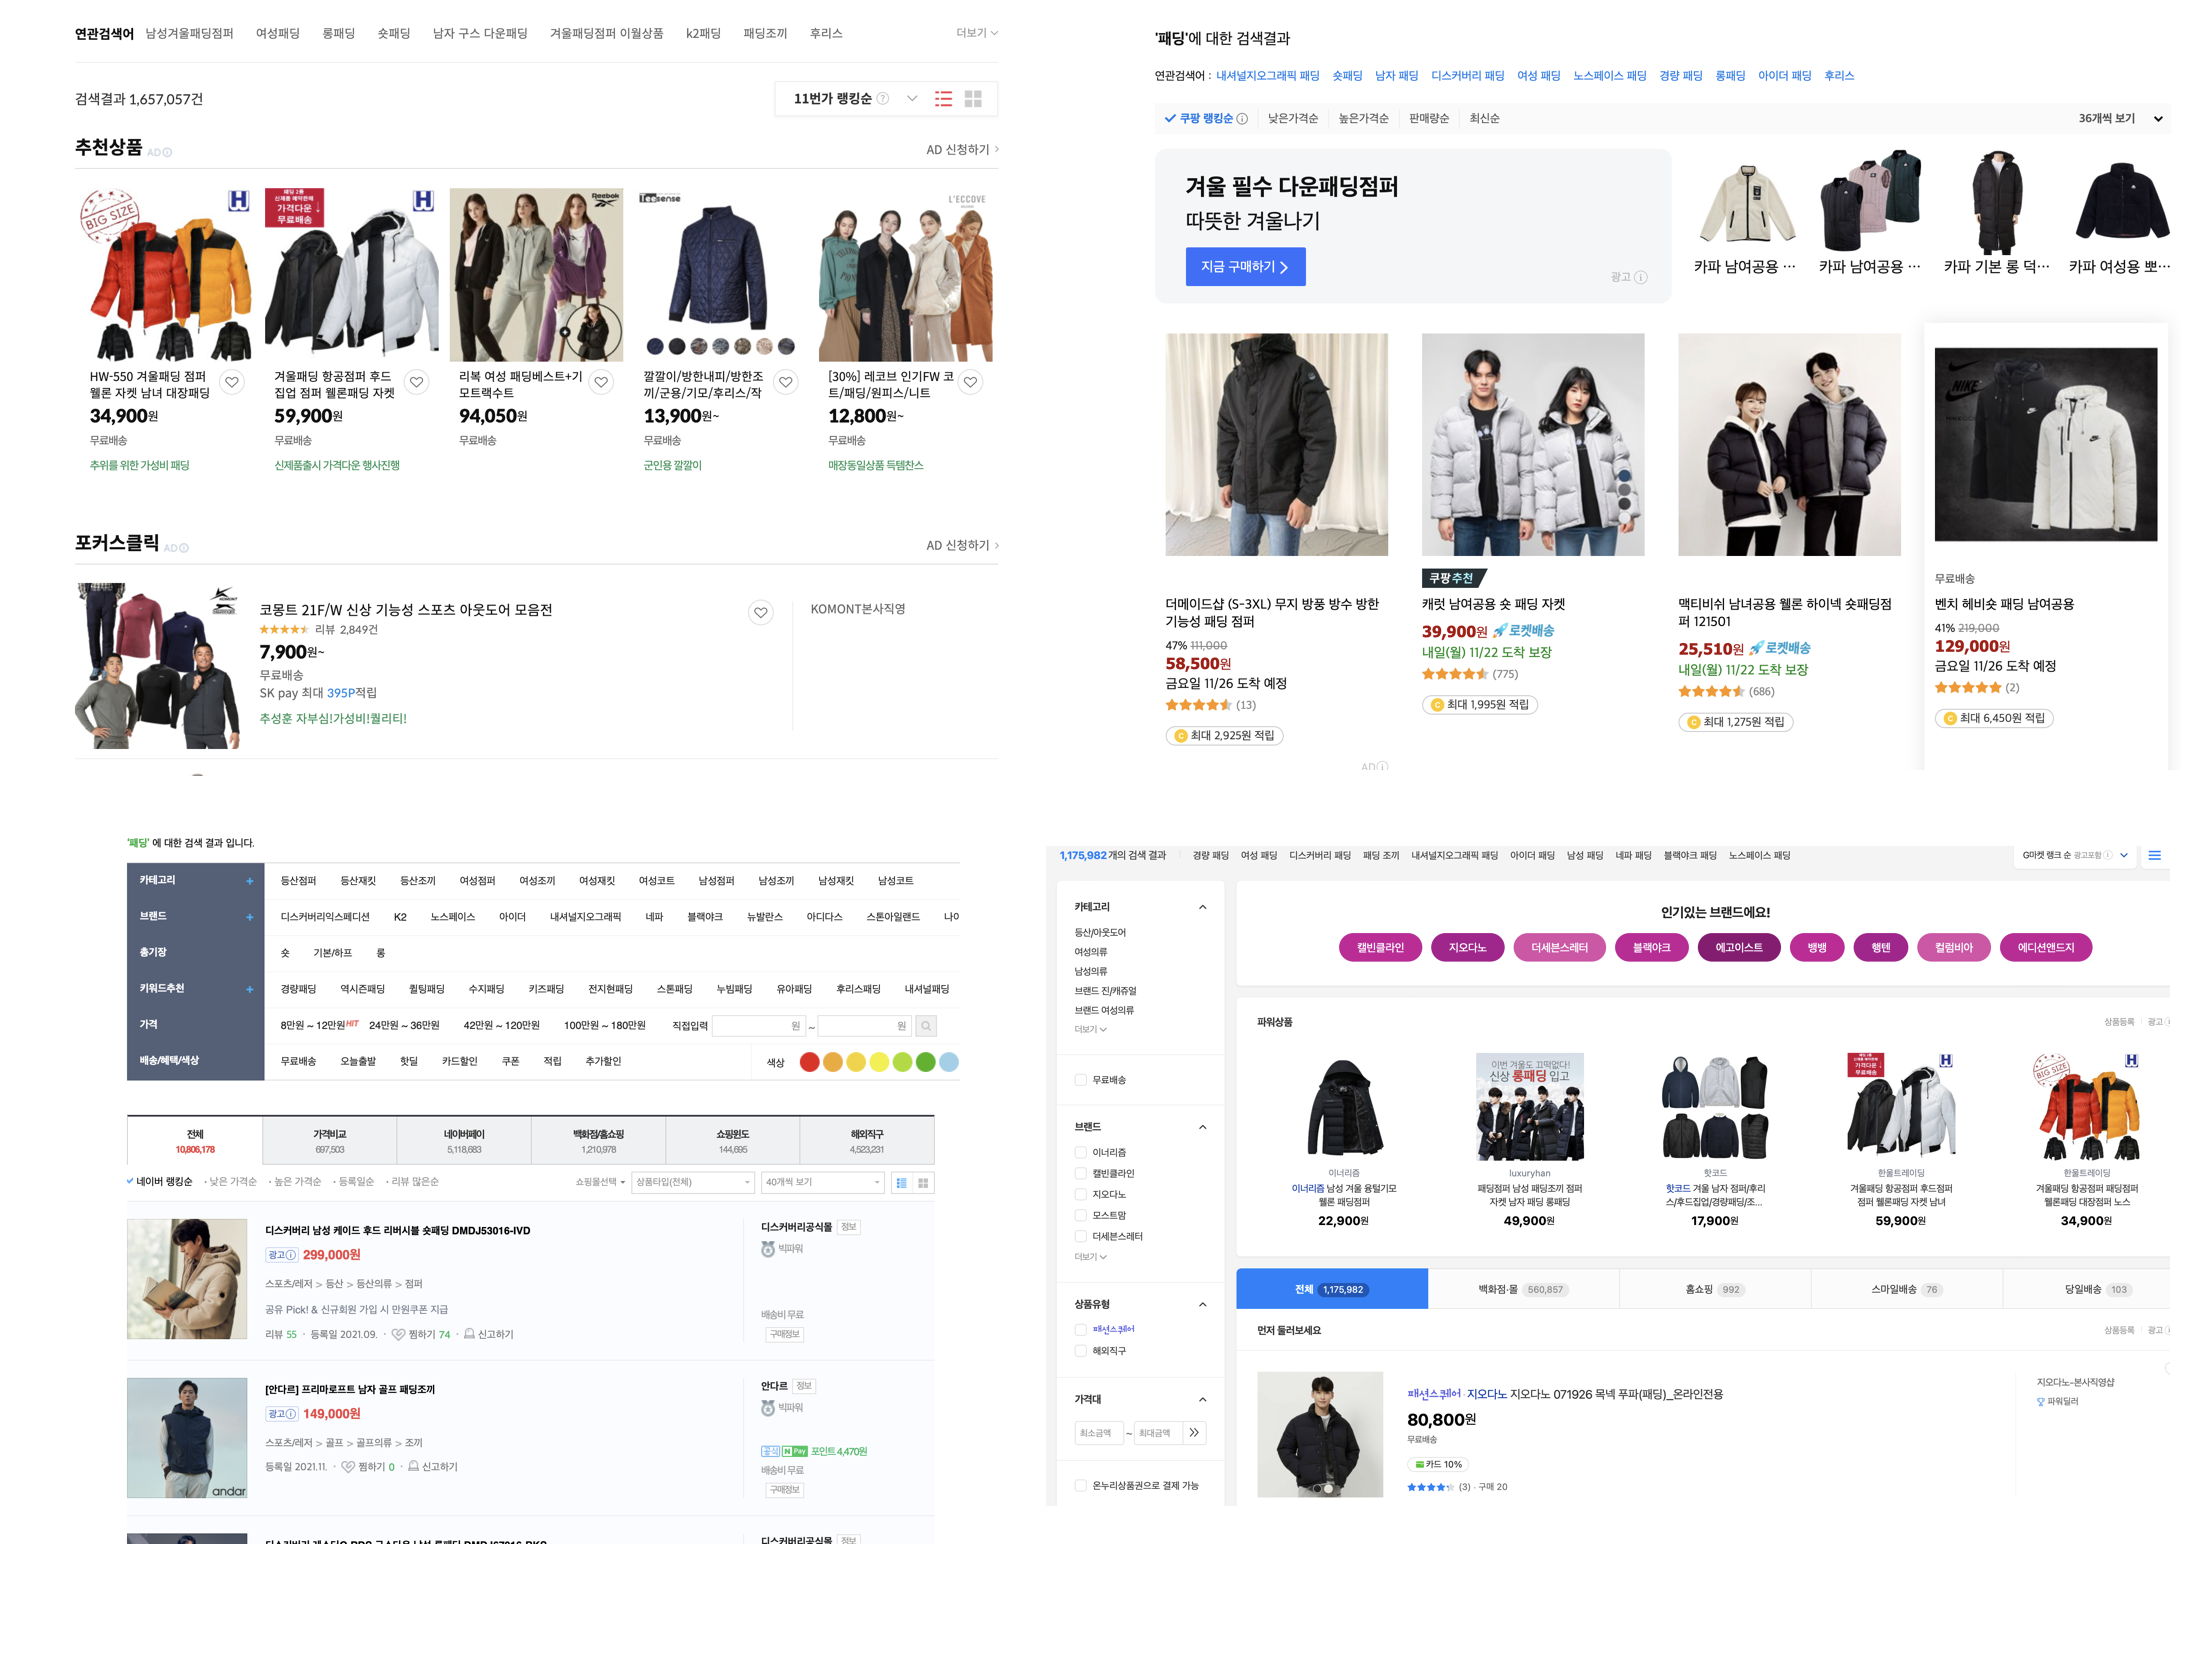 연관검색어 남성겨울패딩점퍼 여성패딩 롱패딩 숏패딩 남자 구스 다운패딩 겨울패딩점퍼 이월상품 k2패딩 패딩조끼 후리스 더보기
검색결과 1,657,057건
11번가 랭킹순 ?
추천상품 AD
AD 신청하기 >
BIG SIZE
H
HW-550 겨울패딩 점퍼
웰론 자켓 남녀 대장패딩
34,900원
무료배송
추위를 위한 가성비 패딩
패딩 2종
신제품 예약판매
가격다운
무료배송
H
겨울패딩 항공점퍼 후드
집업 점퍼 웰론패딩 자켓
59,900원
무료배송
신제품출시 가격다운 행사진행
Reebok
리복 여성 패딩베스트+기
모트랙수트
94,050원
무료배송
Teesense
깔깔이/방한내피/방한조
끼/군용/기모/후리스/작
13,900원~
무료배송
군인용 깔깔이
L'ECCOVE
[30%] 레코브 인기FW 코
트/패딩/원피스/니트
12,800원~
무료배송
매장동일상품 득템찬스
포커스클릭 AD
AD 신청하기 >
KOMONT
코몽트 21F/W 신상 기능성 스포츠 아웃도어 모음전
리뷰 2,849건
7,900원~
무료배송
SK pay 최대 395P적립
추성훈 자부심!가성비!퀄리티!
KOMONT본사직영
'패딩'에 대한 검색결과
연관검색어 : 내셔널지오그래픽 패딩 숏패딩 남자 패딩 디스커버리 패딩 여성 패딩 노스페이스 패딩 경량 패딩 롱패딩 아이더 패딩 후리스
쿠팡 랭킹순 낮은가격순 높은가격순 판매량순 최신순
36개씩 보기
겨울 필수 다운패딩점퍼
따뜻한 겨울나기
지금 구매하기 >
광고
카파 남여공용 …
카파 남여공용 …
카파 기본 롱 덕…
카파 여성용 뽀…
더메이드샵 (S-3XL) 무지 방풍 방수 방한
기능성 패딩 점퍼
47% 111,000
58,500원
금요일 11/26 도착 예정
(13)
최대 2,925원 적립
AD
쿠팡추천
캐럿 남여공용 숏 패딩 자켓
39,900원 로켓배송
내일(월) 11/22 도착 보장
(775)
최대 1,995원 적립
맥티비쉬 남녀공용 웰론 하이넥 숏패딩점
퍼 121501
25,510원 로켓배송
내일(월) 11/22 도착 보장
(686)
최대 1,275원 적립
NIKE
무료배송
벤치 헤비숏 패딩 남여공용
41% 219,000
129,000원
금요일 11/26 도착 예정
(2)
최대 6,450원 적립
'패딩' 에 대한 검색 결과 입니다.
카테고리 + 등산점퍼 등산재킷 등산조끼 여성점퍼 여성조끼 여성재킷 여성코트 남성점퍼 남성조끼 남성재킷 남성코트
브랜드 + 디스커버리익스페디션 K2 노스페이스 아이더 내셔널지오그래픽 네파 블랙야크 뉴발란스 아디다스 스톤아일랜드 나이
총기장 숏 기본/하프 롱
키워드추천 + 경량패딩 역시즌패딩 퀼팅패딩 수지패딩 키즈패딩 전지현패딩 스톤패딩 누빔패딩 유아패딩 후리스패딩 내셔널패딩
가격 8만원 ~ 12만원HIT 24만원 ~ 36만원 42만원 ~ 120만원 100만원 ~ 180만원 직접입력 원 ~ 원
배송/혜택/색상 무료배송 오늘출발 핫딜 카드할인 쿠폰 적립 추가할인 색상
전체 가격비교 네이버페이 백화점/홈쇼핑 쇼핑윈도 해외직구
10,806,178 697,503 5,118,683 1,210,978 144,695 4,523,231
네이버 랭킹순 · 낮은 가격순 · 높은 가격순 · 등록일순 · 리뷰 많은순 쇼핑몰선택 상품타입(전체) 40개씩 보기
디스커버리 남성 케이드 후드 리버시블 숏패딩 DMDJ53016-IVD
광고 299,000원
스포츠/레저 > 등산 > 등산의류 > 점퍼
공유 Pick! & 신규회원 가입 시 만원쿠폰 지급
리뷰 55 · 등록일 2021.09. · 찜하기 74 · 신고하기
디스커버리공식몰 정보
빅파워
배송비 무료
구매정보
[안다르] 프리마로프트 남자 골프 패딩조끼
광고 149,000원
스포츠/레저 > 골프 > 골프의류 > 조끼
등록일 2021.11. · 찜하기 0 · 신고하기
andar
안다르 정보
빅파워
공식 N Pay 포인트 4,470원
배송비 무료
구매정보
디스커버리공식몰 정보
1,175,982개의 검색 결과 경량 패딩 여성 패딩 디스커버리 패딩 패딩 조끼 내셔널지오그래픽 패딩 아이더 패딩 남성 패딩 네파 패딩 블랙야크 패딩 노스페이스 패딩
G마켓 랭크 순 광고포함
카테고리
등산/아웃도어
여성의류
남성의류
브랜드 진/캐쥬얼
브랜드 여성의류
더보기
무료배송
브랜드
이너리즘
캘빈클라인
지오다노
모스트맘
더세븐스레터
더보기
상품유형
패션스퀘어
해외직구
가격대
최소금액 ~ 최대금액
온누리상품권으로 결제 가능
인기있는 브랜드에요!
캘빈클라인 지오다노 더세븐스레터 블랙야크 에고이스트 뱅뱅 행텐 컬럼비아 에디션앤드지
파워상품
상품등록 광고
이너리즘
이너리즘 남성 겨울 융털기모
웰론 패딩점퍼
22,900원
이번 겨울도 끄떡없다!
신상 롱패딩 입고
luxuryhan
패딩점퍼 남성 패딩조끼 점퍼
자켓 남자 패딩 롱패딩
49,900원
핫코드
핫코드 겨울 남자 점퍼/후리
스/후드집업/경량패딩/조...
17,900원
패딩 2종
신제품 예약판매
가격다운
무료배송
H
한울트레이딩
겨울패딩 항공점퍼 후드점퍼
점퍼 웰론패딩 자켓 남녀
59,900원
BIG SIZE
H
한울트레이딩
겨울패딩 항공점퍼 패딩점퍼
웰론패딩 대장점퍼 노스
34,900원
전체 1,175,982 백화점·몰 560,857 홈쇼핑 992 스마일배송 76 당일배송 103
먼저 둘러보세요
상품등록 광고
패션스퀘어 · 지오다노 지오다노 071926 목넥 푸파(패딩)_온라인전용
80,800원
무료배송
카드 10%
(3) · 구매 20
지오다노-본사직영샵
파워딜러